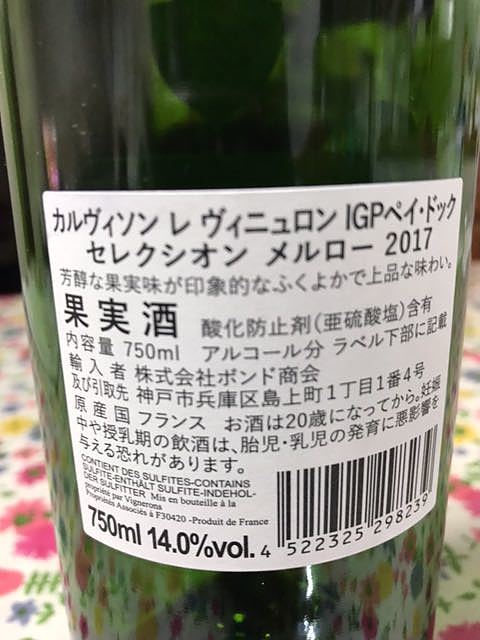 カルヴィソン レ ヴィニュロン IGPペイ・ドック
セレクシオン メルロー 2017
芳醇な果実味が印象的なふくよかで上品な味わい。
果実酒 酸化防止剤(亜硫酸塩)含有
内容量 750ml アルコール分 ラベル下部に記載
輸入者 株式会社ボンド商会
及び引取先 神戸市兵庫区島上町1丁目1番4号
原産国 フランス お酒は20歳になってから。妊娠
中や授乳期の飲酒は、胎児・乳児の発育に悪影響を
与える恐れがあります。
CONTIENT DES SULFITES-CONTAINS
SULFITE-ENTHÄLT SULFITE-INDEHOL-
DER SULFITTER Mis en bouteille à la
propriété par Vignerons
Propriétés Associés à F30420 -Produit de France
750ml 14.0%vol.
4 522325 298239